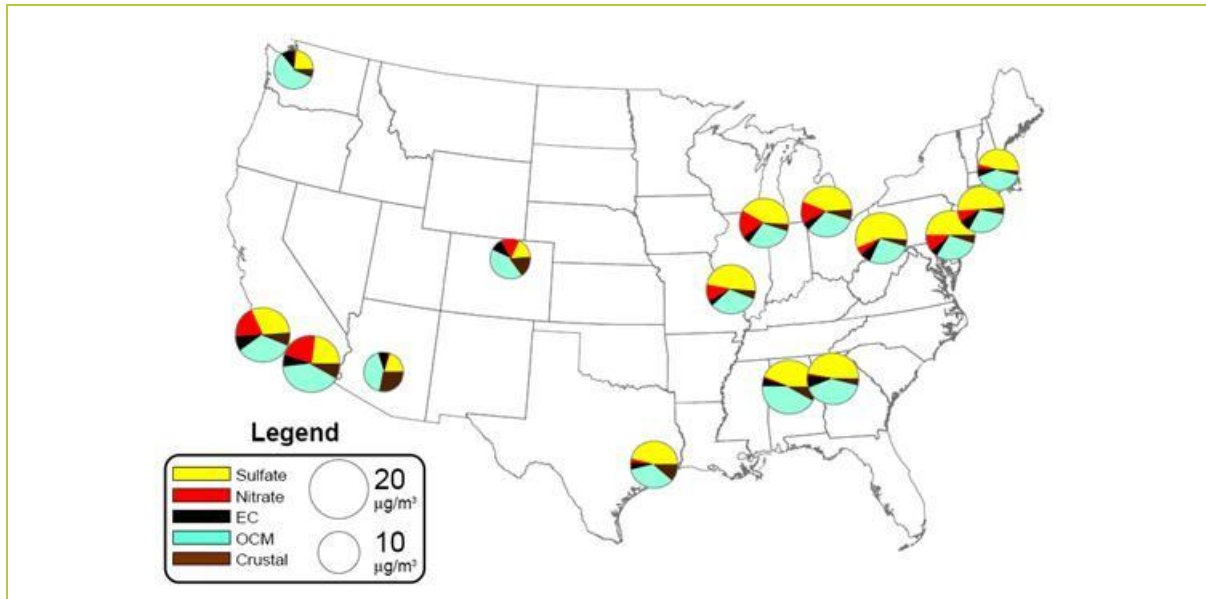 Legend
Sulfate
Nitrate
EC
OCM
Crustal
20
μg/m³
10
μg/m³